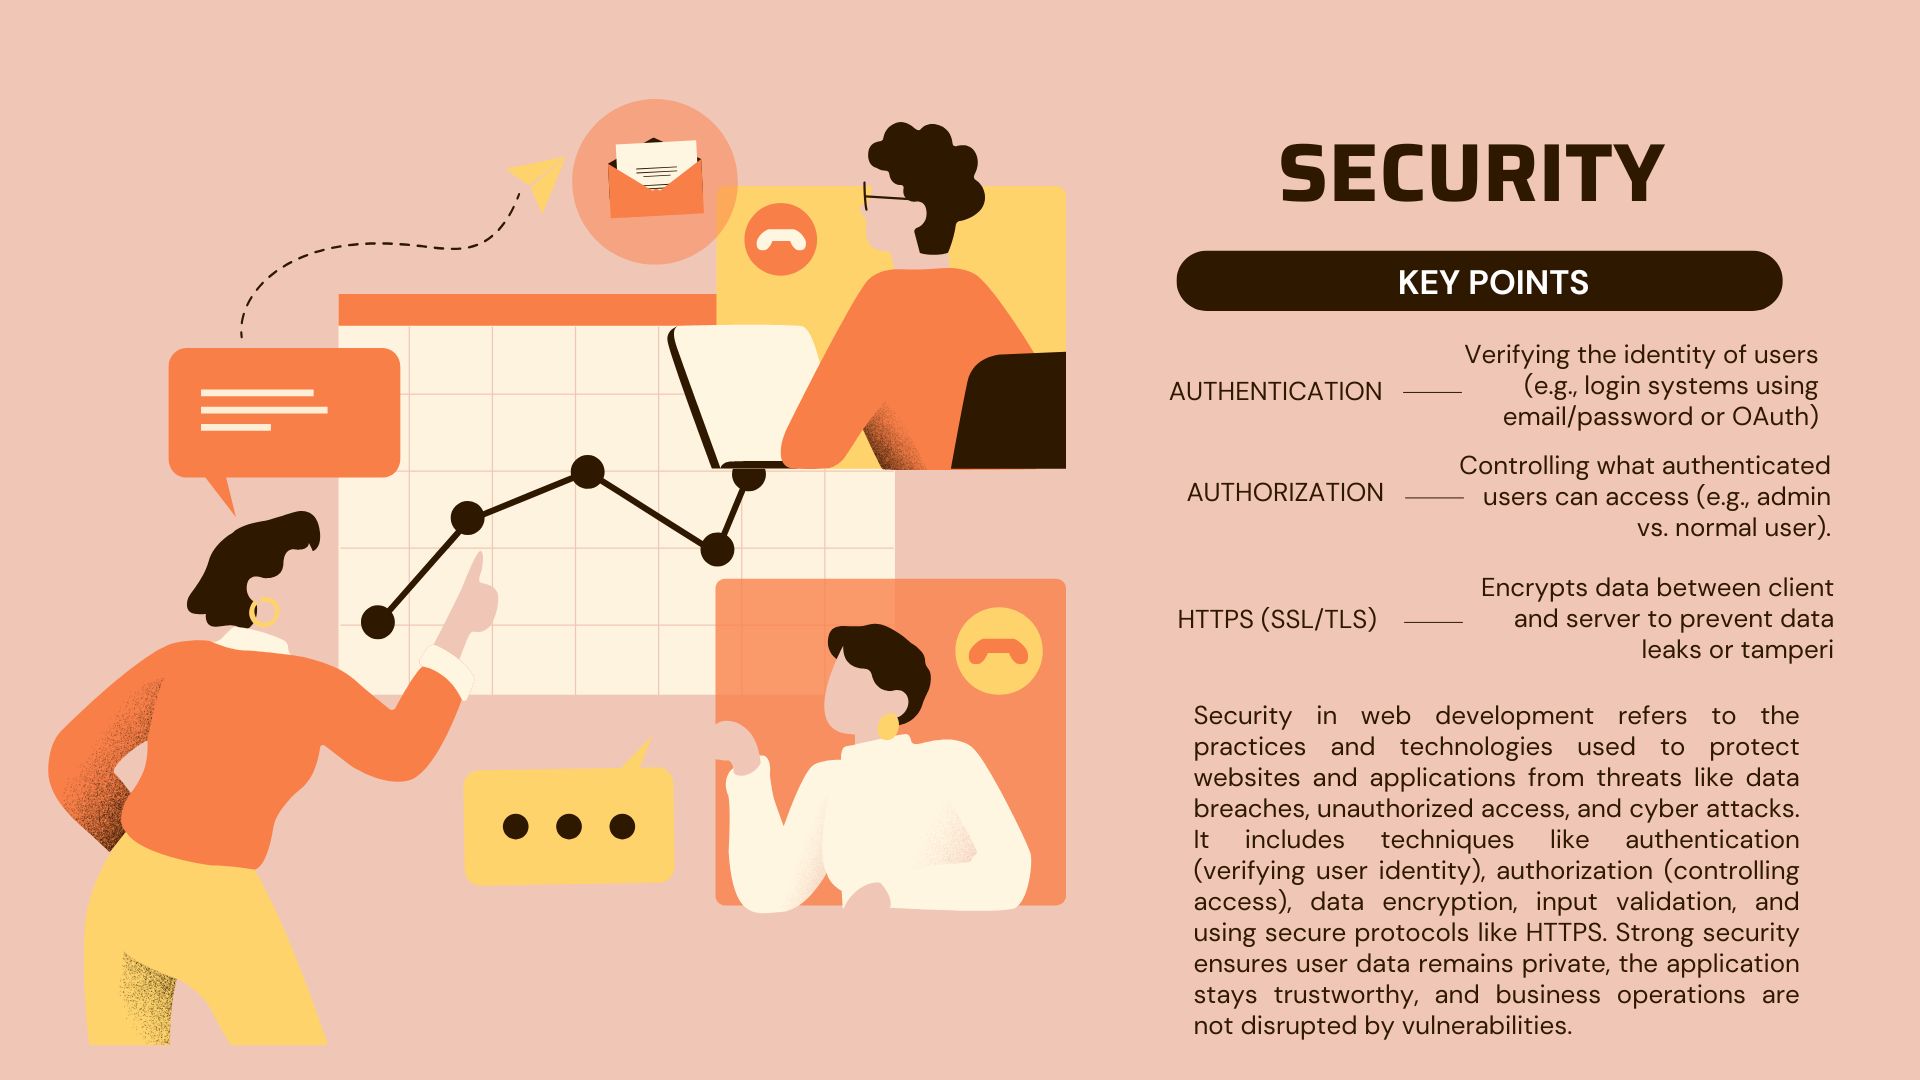 SECURITY
KEY POINTS
AUTHENTICATION
Verifying the identity of users
(e.g., login systems using
email/password or OAuth)
AUTHORIZATION
Controlling what authenticated
users can access (e.g., admin
vs. normal user).
HTTPS (SSL/TLS)
Encrypts data between client
and server to prevent data
leaks or tamperi
Security in web development refers to the
practices and technologies used to protect
websites and applications from threats like data
breaches, unauthorized access, and cyber attacks.
It includes techniques like authentication
(verifying user identity), authorization (controlling
access), data encryption, input validation, and
using secure protocols like HTTPS. Strong security
ensures user data remains private, the application
stays trustworthy, and business operations are
not disrupted by vulnerabilities.